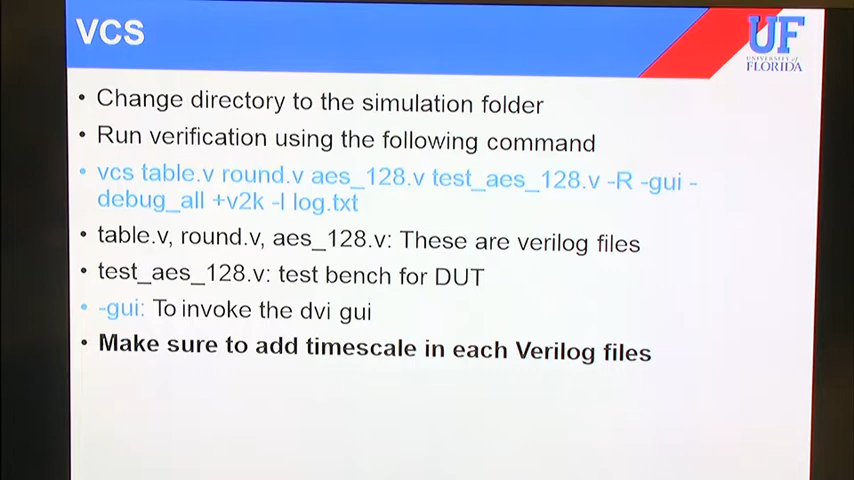 VCS
UF
UNIVERSITY of
FLORIDA
• Change directory to the simulation folder
• Run verification using the following command
• vcs table.v round.v aes_128.v test_aes_128.v -R -gui -
debug_all +v2k -l log.txt
• table.v, round.v, aes_128.v: These are verilog files
• test_aes_128.v: test bench for DUT
• -gui: To invoke the dvi gui
• Make sure to add timescale in each Verilog files